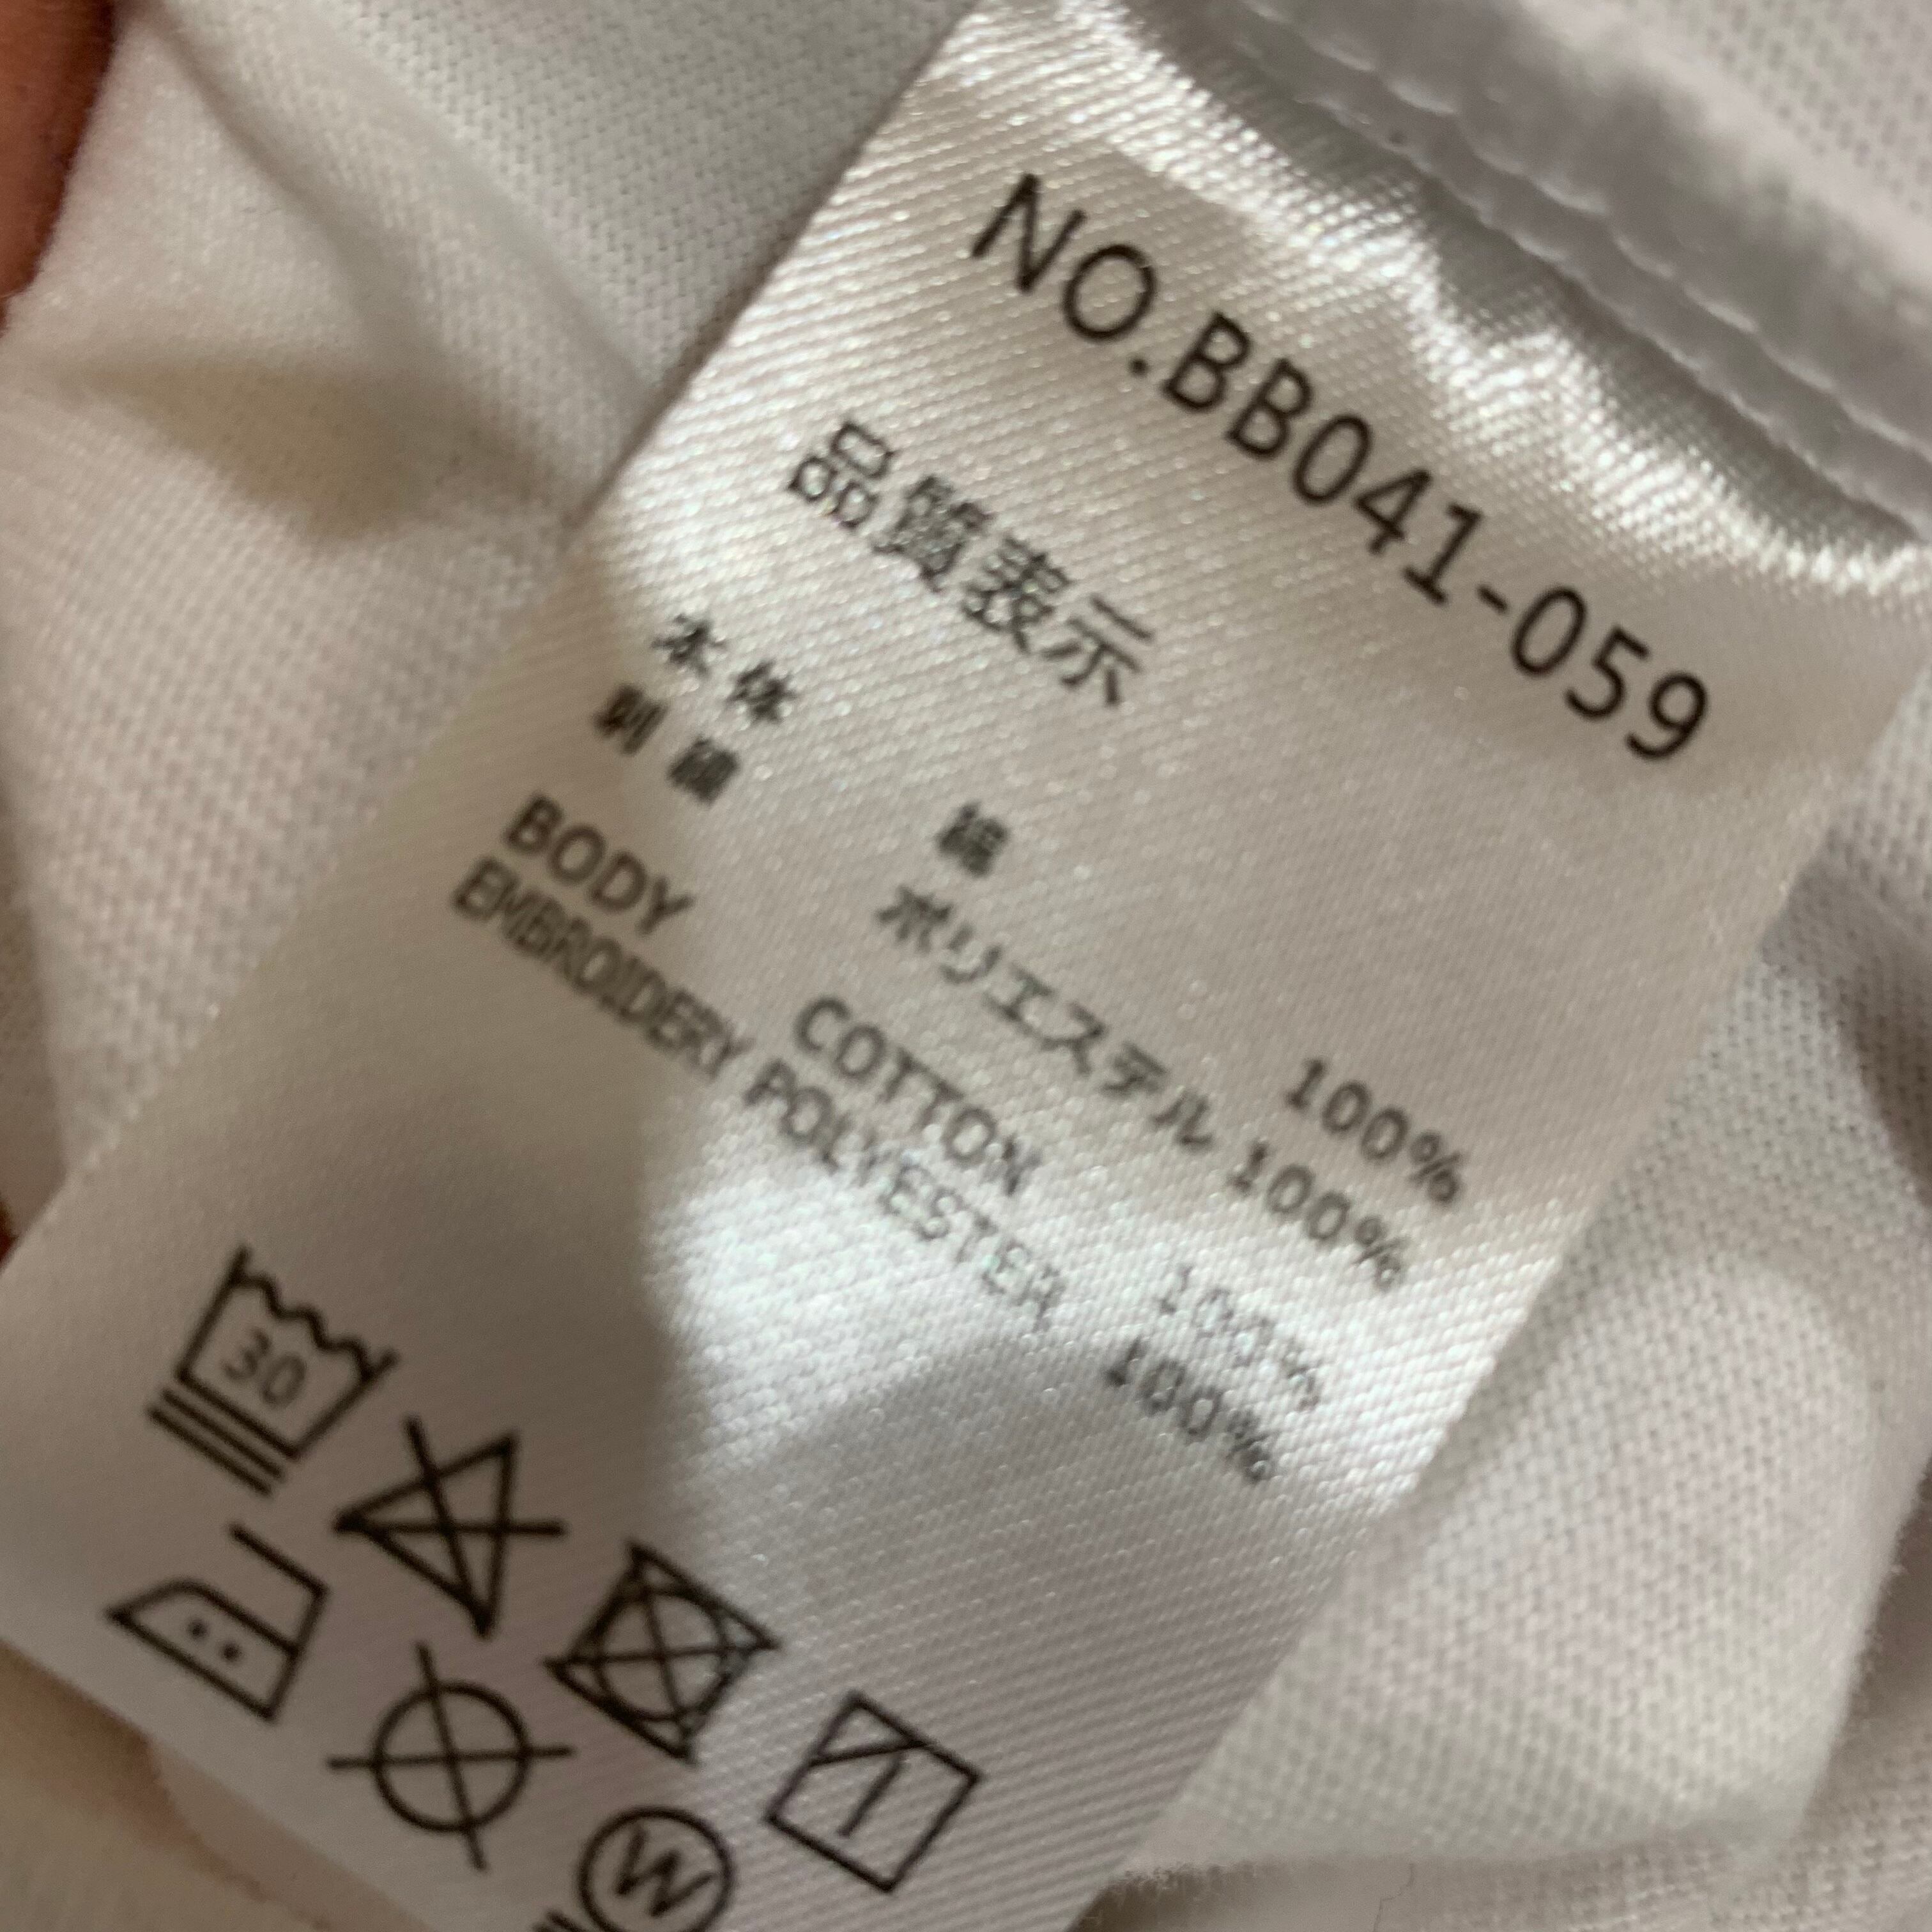 NO.BB041-059
品質表示
本体 綿 100%
刺繍 ポリエステル 100%
BODY COTTON 100%
EMBROIDERY POLYESTER 100%
30
W